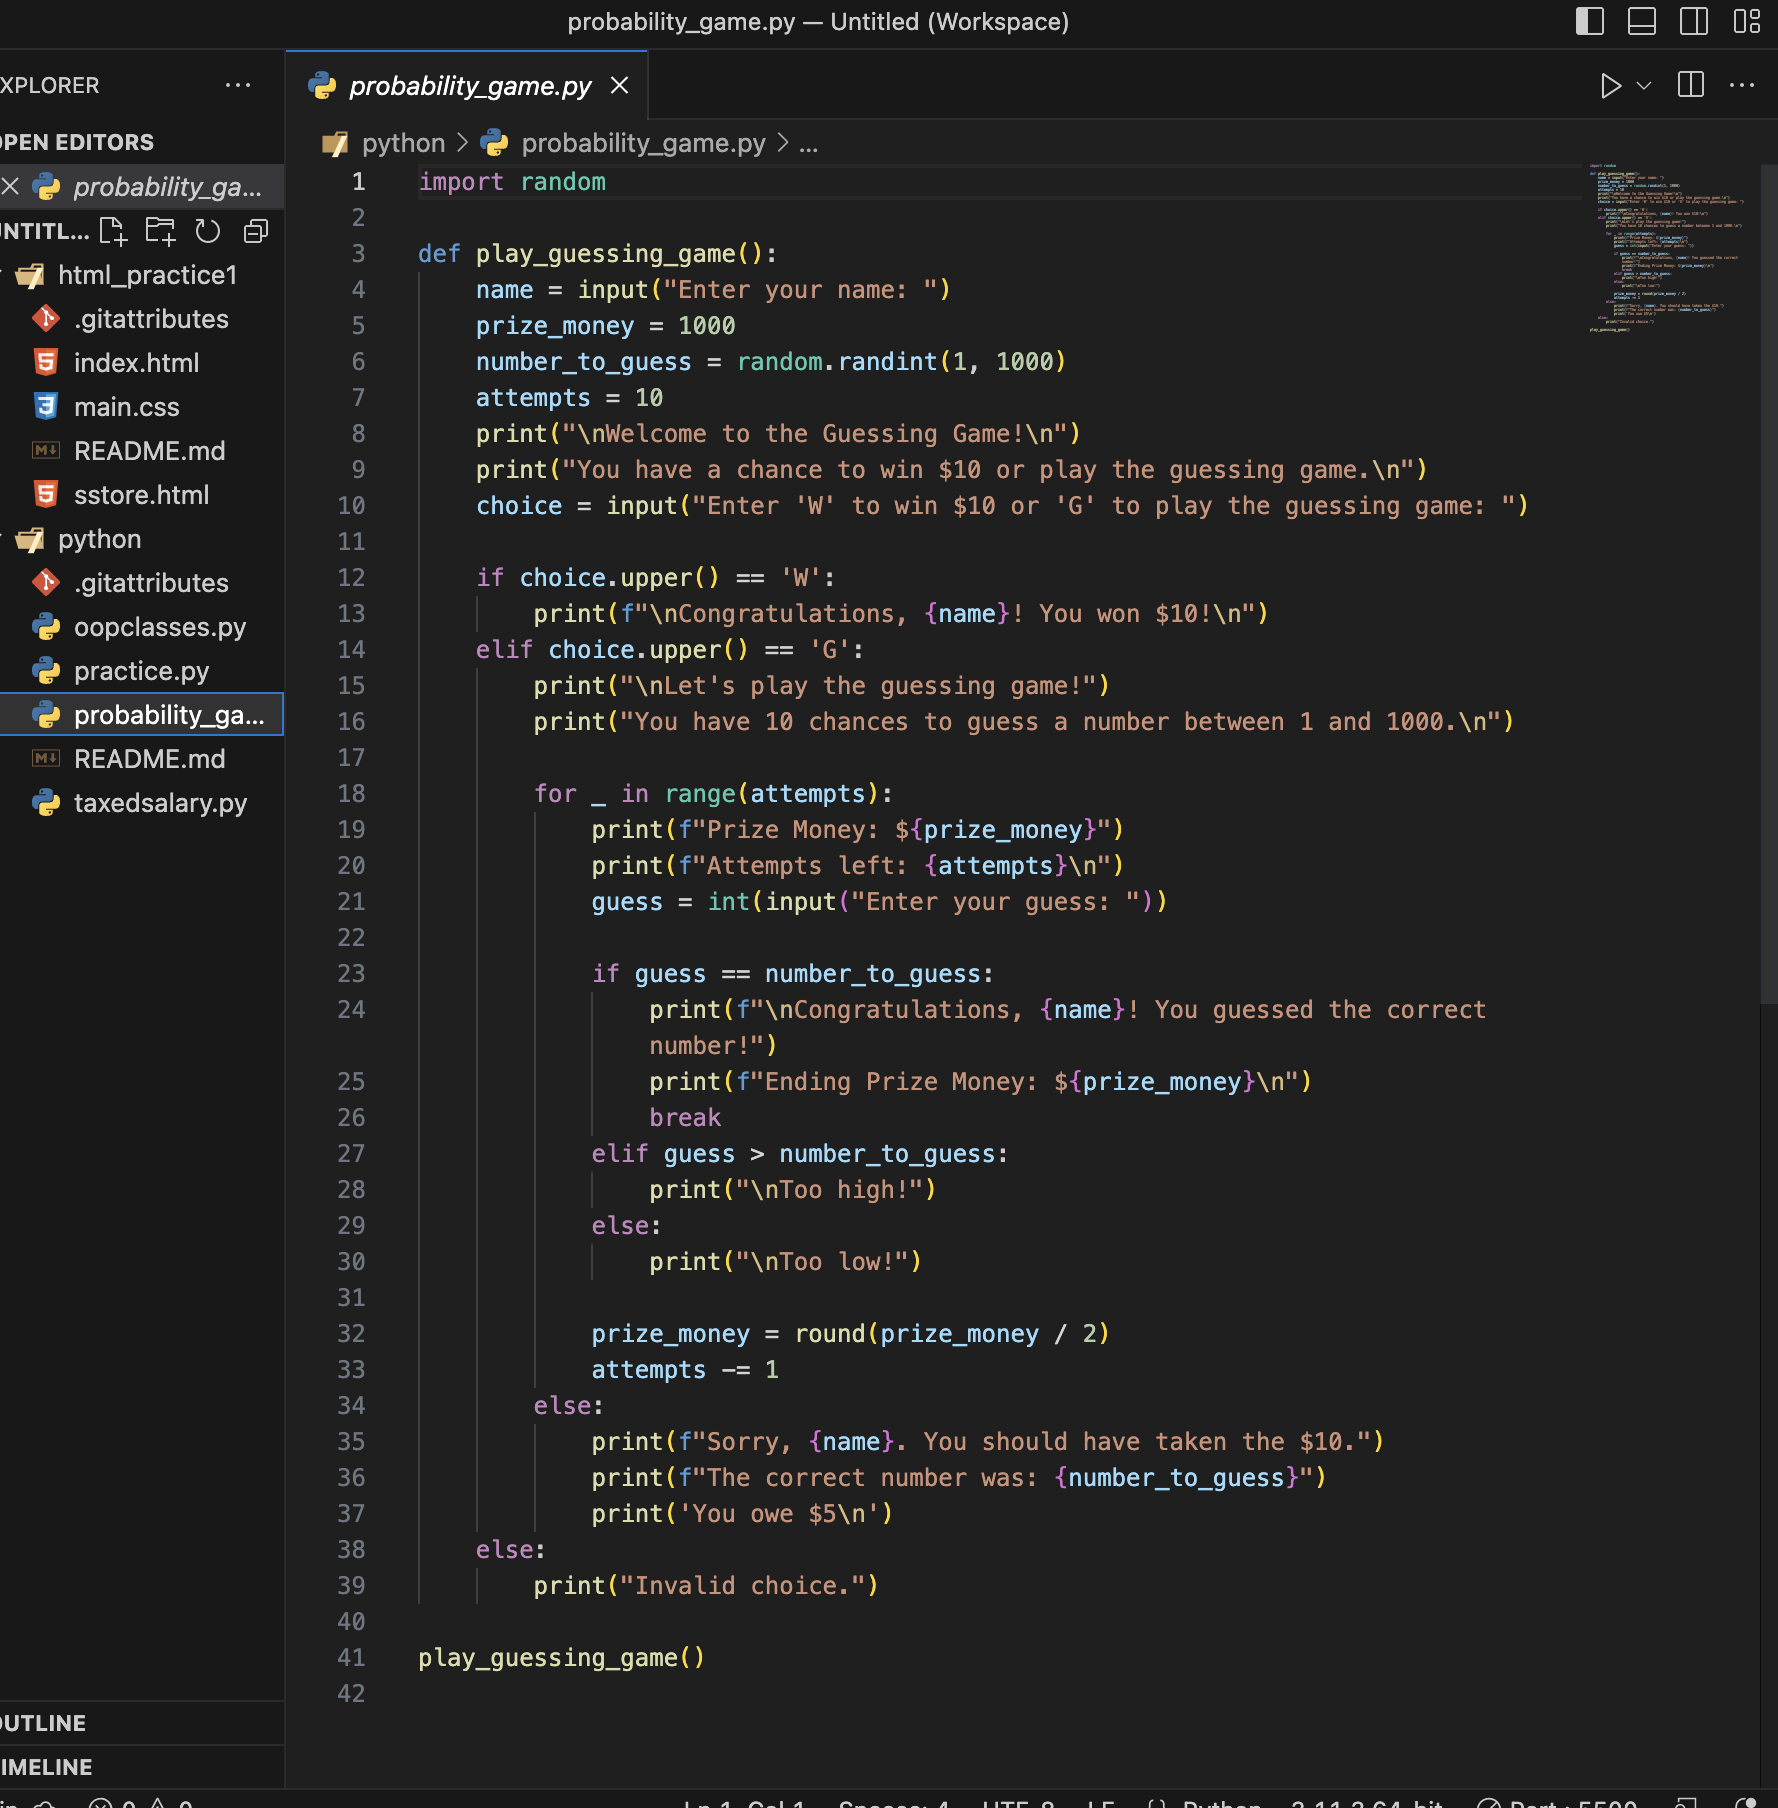 probability_game.py — Untitled (Workspace)
XPLORER
probability_game.py
OPEN EDITORS
python > probability_game.py > ...
probability_ga...
UNTITL...
html_practice1
.gitattributes
index.html
main.css
README.md
sstore.html
python
.gitattributes
oopclasses.py
practice.py
probability_ga...
README.md
taxedsalary.py
OUTLINE
TIMELINE
1 import random
2
3 def play_guessing_game():
4     name = input("Enter your name: ")
5     prize_money = 1000
6     number_to_guess = random.randint(1, 1000)
7     attempts = 10
8     print("\nWelcome to the Guessing Game!\n")
9     print("You have a chance to win $10 or play the guessing game.\n")
10     choice = input("Enter 'W' to win $10 or 'G' to play the guessing game: ")
11
12     if choice.upper() == 'W':
13         print(f"\nCongratulations, {name}! You won $10!\n")
14     elif choice.upper() == 'G':
15         print("\nLet's play the guessing game!")
16         print("You have 10 chances to guess a number between 1 and 1000.\n")
17
18         for _ in range(attempts):
19             print(f"Prize Money: ${prize_money}")
20             print(f"Attempts left: {attempts}\n")
21             guess = int(input("Enter your guess: "))
22
23             if guess == number_to_guess:
24                 print(f"\nCongratulations, {name}! You guessed the correct
number!")
25                 print(f"Ending Prize Money: ${prize_money}\n")
26                 break
27             elif guess > number_to_guess:
28                 print("\nToo high!")
29             else:
30                 print("\nToo low!")
31
32             prize_money = round(prize_money / 2)
33             attempts -= 1
34         else:
35             print(f"Sorry, {name}. You should have taken the $10.")
36             print(f"The correct number was: {number_to_guess}")
37             print('You owe $5\n')
38     else:
39         print("Invalid choice.")
40
41 play_guessing_game()
42
Ln 1, Col 1 Spaces: 4 UTF-8 LF {} Python 3.11.3 64-bit Port : 5500